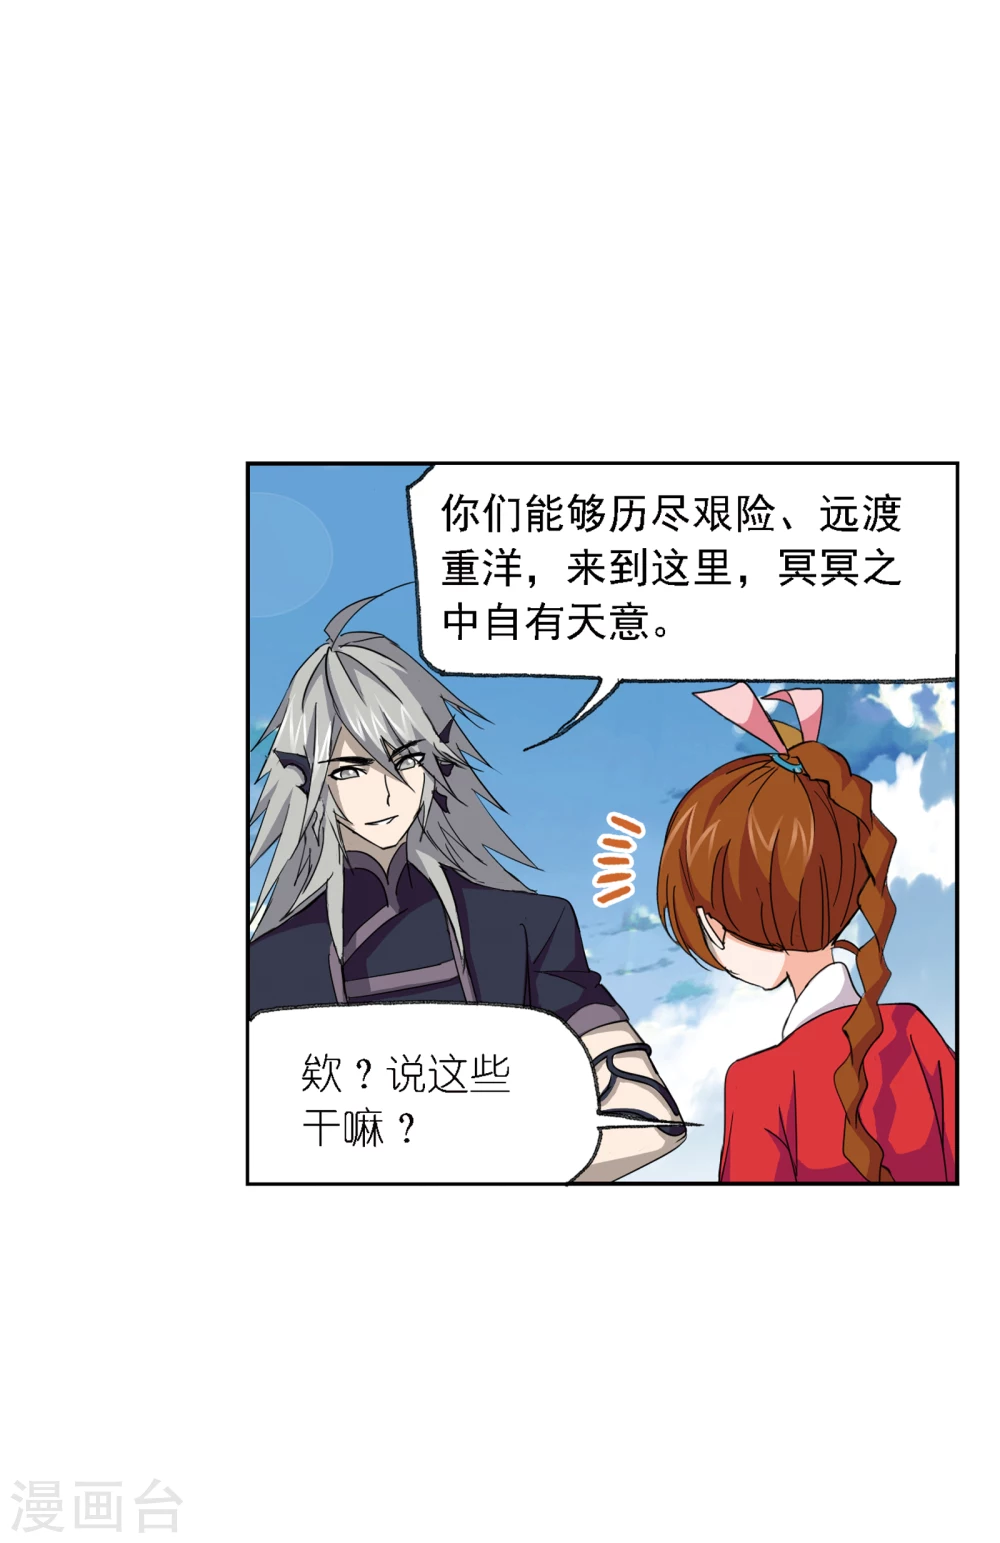 你们能够历尽艰险、远渡
重洋，来到这里，冥冥之
中自有天意。
欸？说这些
干嘛？
漫画台